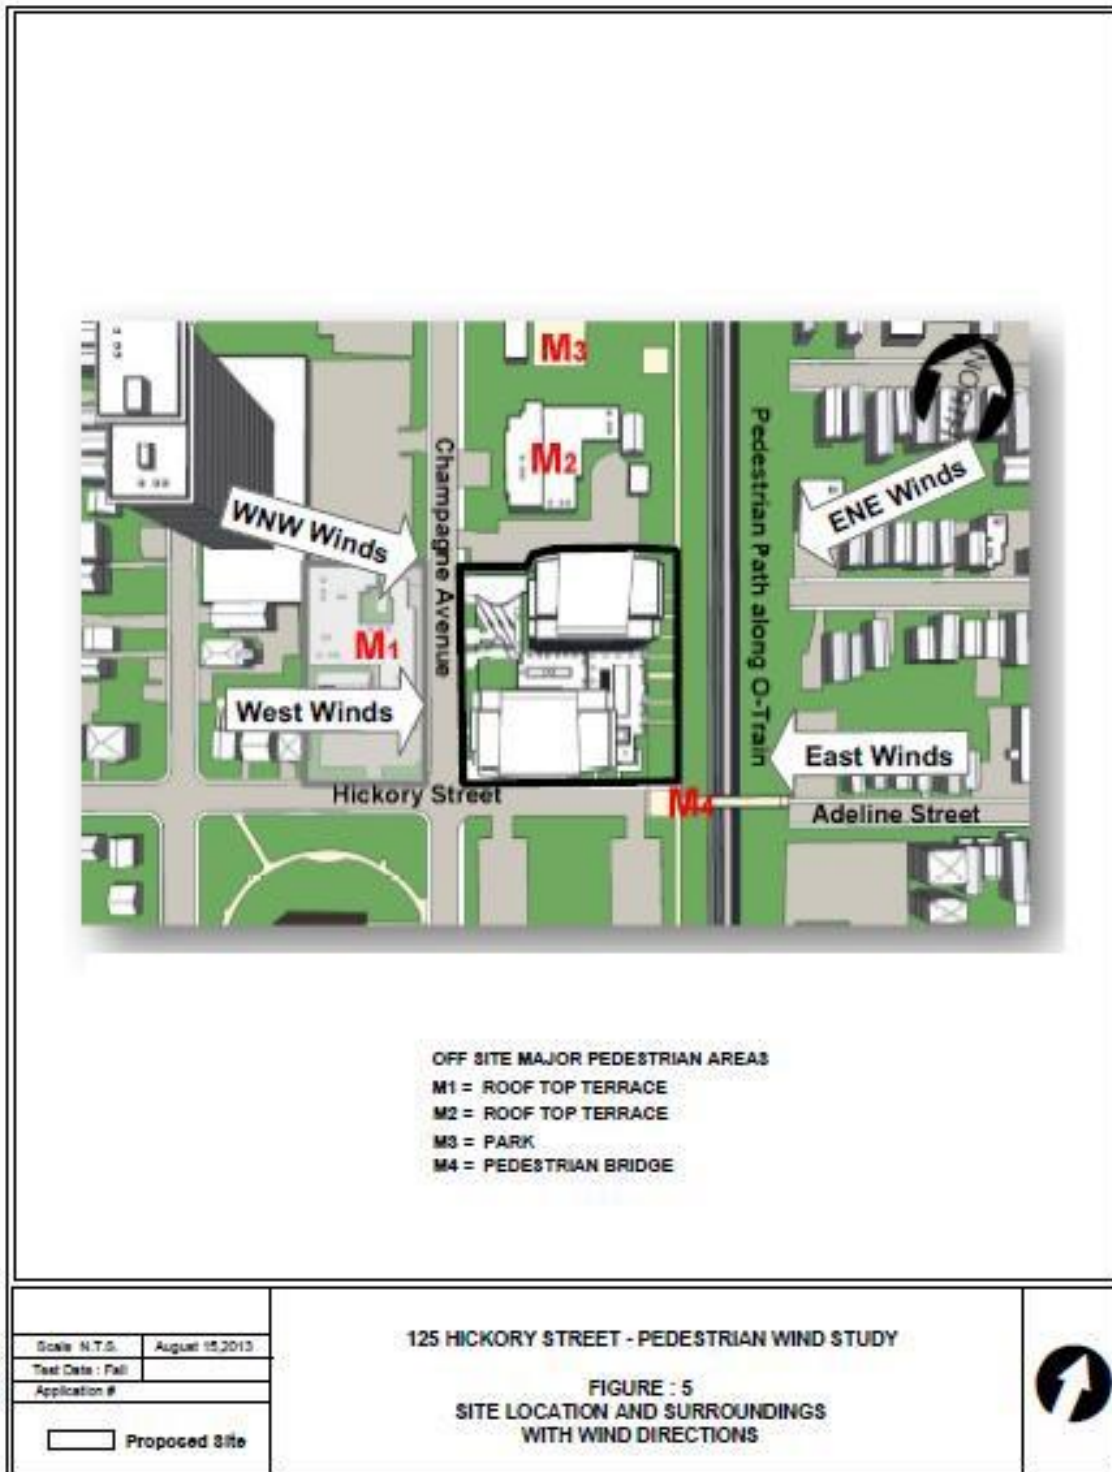 M3
NORTH
M2
Champagne Avenue
Pedestrian Path along O-Train
WNW Winds
ENE Winds
M1
West Winds
East Winds
Hickory Street
M4
Adeline Street
OFF SITE MAJOR PEDESTRIAN AREAS
M1 = ROOF TOP TERRACE
M2 = ROOF TOP TERRACE
M3 = PARK
M4 = PEDESTRIAN BRIDGE
Scale N.T.S.
August 15,2013
Test Date : Fall
Application #
Proposed Site
125 HICKORY STREET - PEDESTRIAN WIND STUDY
FIGURE : 5
SITE LOCATION AND SURROUNDINGS
WITH WIND DIRECTIONS